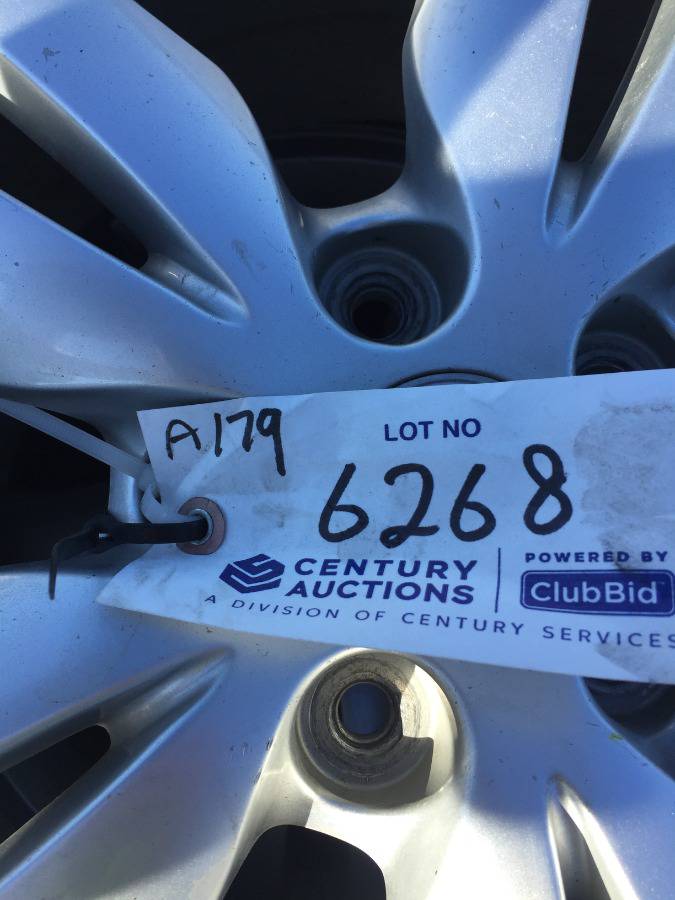 A179
LOT NO
6268
CENTURY
AUCTIONS
A DIVISION OF CENTURY SERVICES
POWERED BY
ClubBid